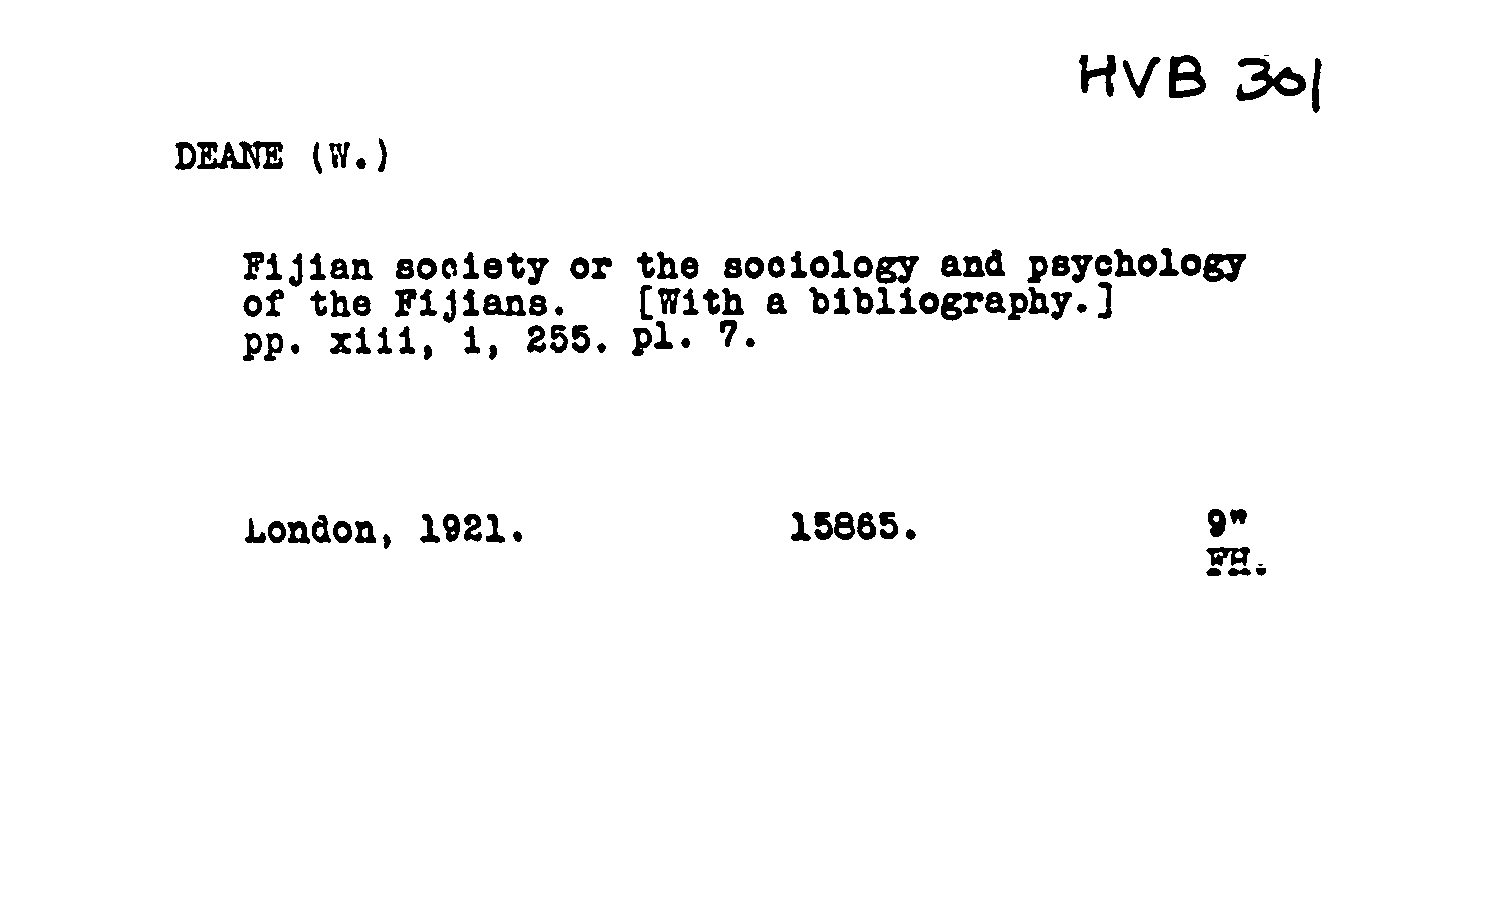 HVB 301
DEANE (W.)
Fijian society or the sociology and psychology
of the Fijians. [With a bibliography.]
pp. xiii, i, 255. pl. 7.
London, 1921. 15865. 9"
FH.